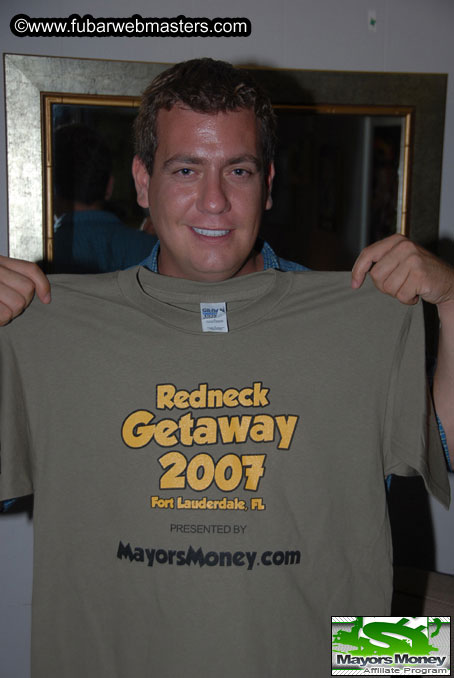 ©www.fubarwebmasters.com
Redneck
Getaway
2007
Fort Lauderdale, FL
PRESENTED BY
MayorsMoney.com
Mayors Money
Affiliate Program